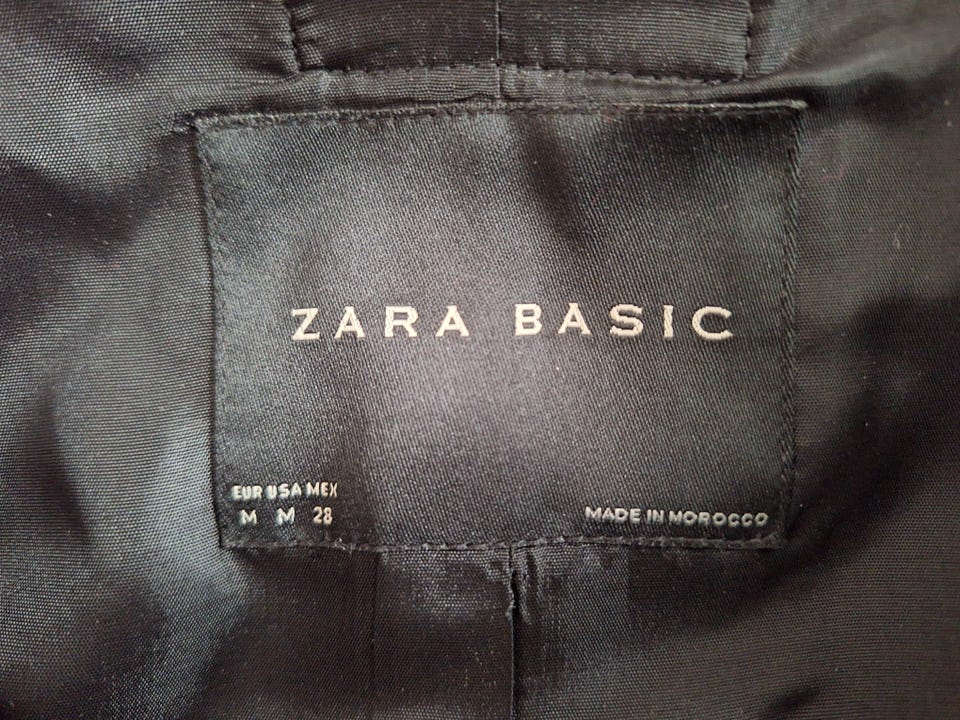 ZARA BASIC
EUR USA MEX
M M 28
MADE IN MOROCCO